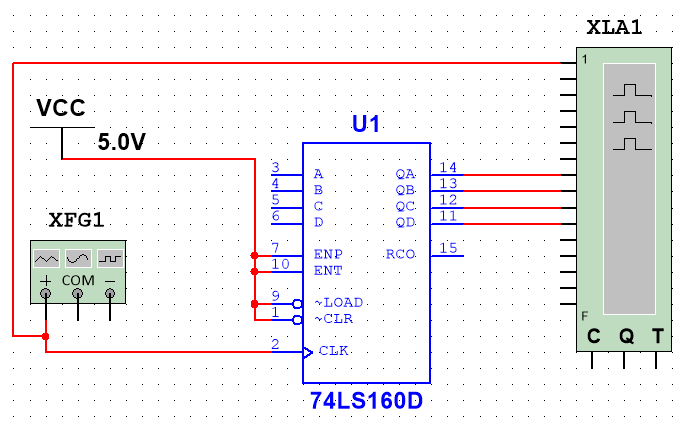 XLA1
1
VCC
5.0V
U1
3 A QA 14
4 B QB 13
5 C QC 12
6 D QD 11
XFG1
7 ENP RCO 15
10 ENT
+ COM −
9 ~LOAD
1 ~CLR
F
C Q T
2 CLK
74LS160D